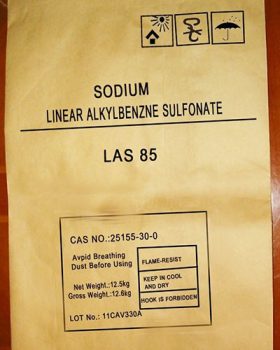 SODIUM
LINEAR ALKYLBENZNE SULFONATE
LAS 85
CAS NO.:25155-30-0
Avpid Breathing
Dust Before Using
Net Weight.:12.5kg
Gross Weight.:12.6kg
LOT No.: 11CAV330A
FLAME-RESIST
KEEP IN COOL
AND DRY
HOOK IS FORBIDDEN